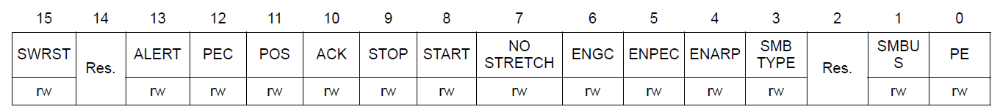 15 14 13 12 11 10 9 8 7 6 5 4 3 2 1 0
SWRST Res. ALERT PEC POS ACK STOP START NO STRETCH ENGC ENPEC ENARP SMB TYPE Res. SMBU S PE
rw rw rw rw rw rw rw rw rw rw rw rw rw rw